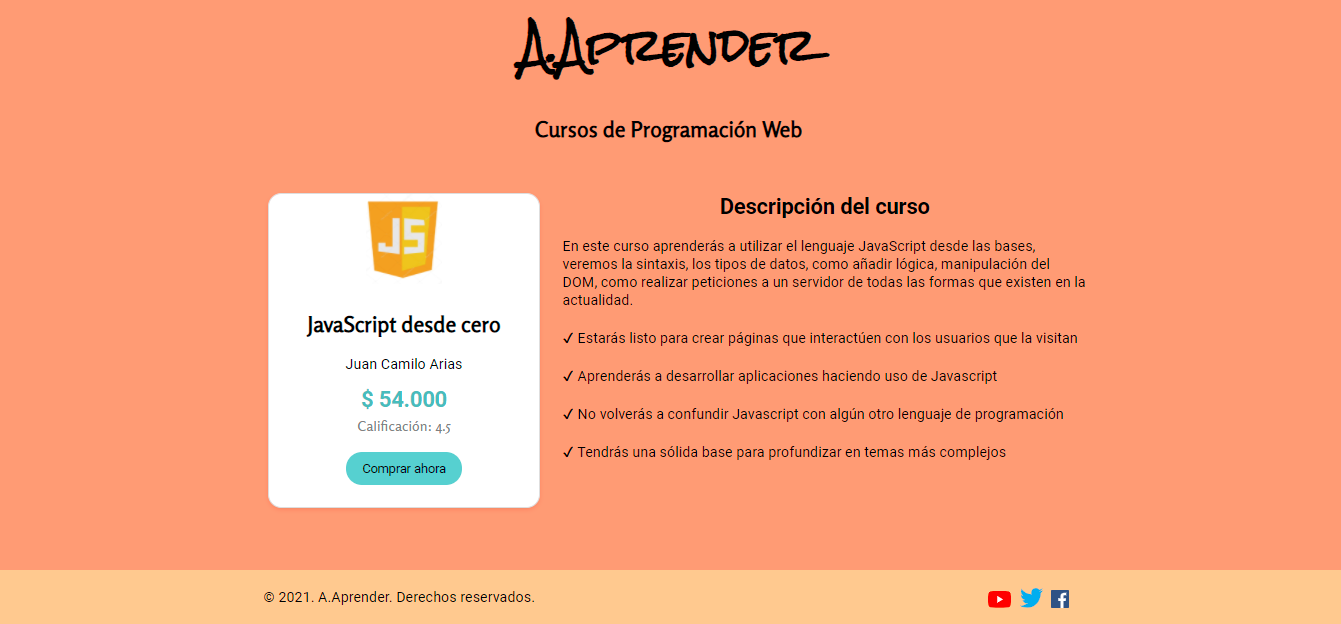 A.Aprender
Cursos de Programación Web
JS
JavaScript desde cero
Juan Camilo Arias
$ 54.000
Calificación: 4.5
Comprar ahora
Descripción del curso
En este curso aprenderás a utilizar el lenguaje JavaScript desde las bases,
veremos la sintaxis, los tipos de datos, como añadir lógica, manipulación del
DOM, como realizar peticiones a un servidor de todas las formas que existen en la
actualidad.
✓ Estarás listo para crear páginas que interactúen con los usuarios que la visitan
✓ Aprenderás a desarrollar aplicaciones haciendo uso de Javascript
✓ No volverás a confundir Javascript con algún otro lenguaje de programación
✓ Tendrás una sólida base para profundizar en temas más complejos
© 2021. A.Aprender. Derechos reservados.